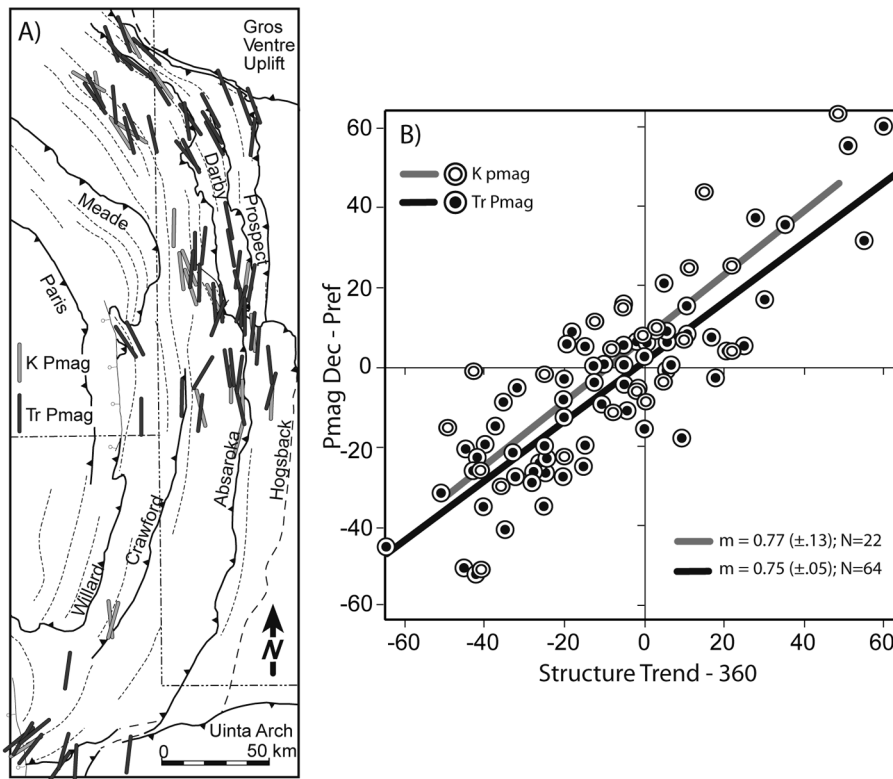 A)
Gros
Ventre
Uplift
Darby
Prospect
Meade
Paris
K Pmag
Tr Pmag
Absaroka
Hogsback
Crawford
Willard
N
Uinta Arch
0 50 km
B)
K pmag
Tr Pmag
60
40
20
0
-20
-40
-60
Pmag Dec - Pref
m = 0.77 (±.13); N=22
m = 0.75 (±.05); N=64
-60 -40 -20 0 20 40 60
Structure Trend - 360